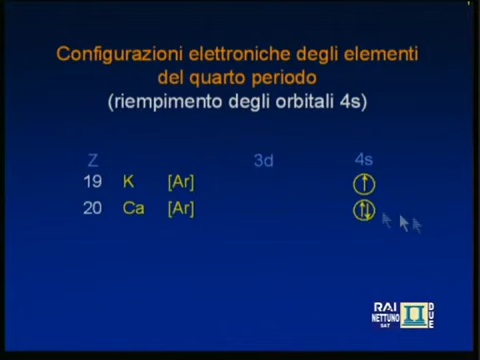 Configurazioni elettroniche degli elementi
del quarto periodo
(riempimento degli orbitali 4s)
Z 3d 4s
19 K [Ar]
20 Ca [Ar]
RAI
NETTUNO
SAT
DUE